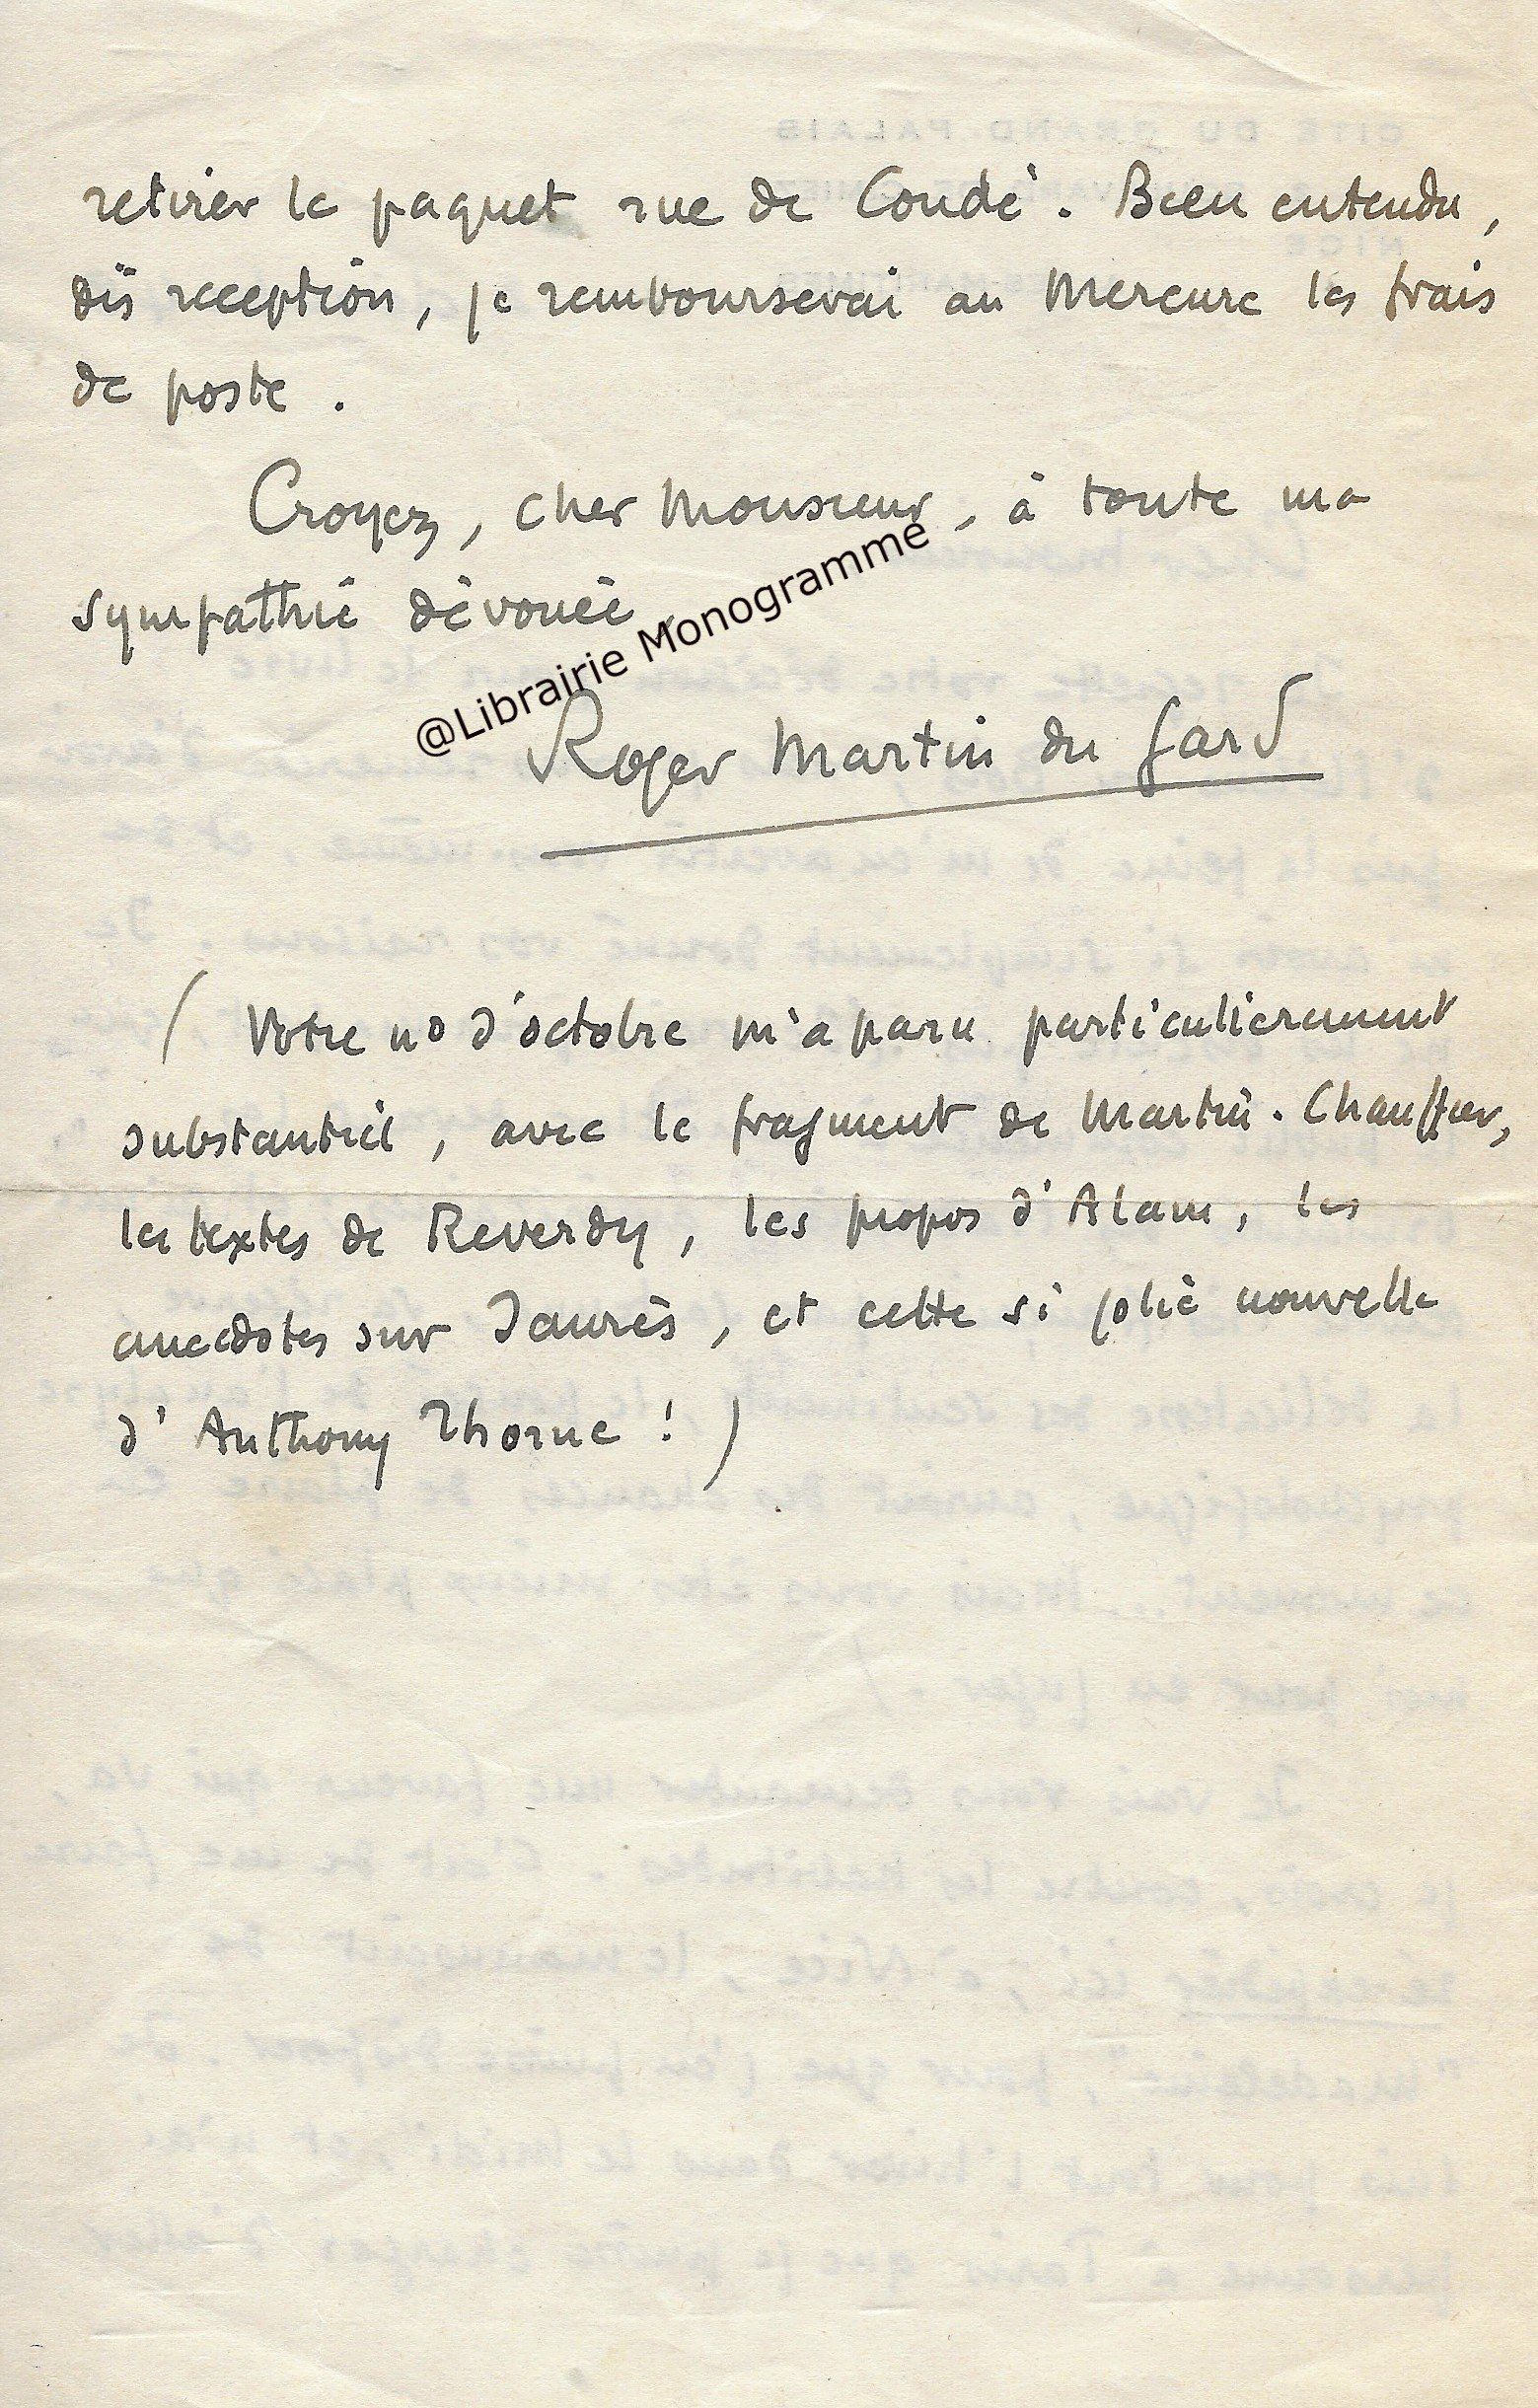 retirer le paquet rue de Condé. Bien entendu,
dès reception, je rembourserai au Mercure les frais
de poste.
Croyez, cher Monsieur, à toute ma
sympathie dévouée
@Librairie Monogramme
Roger Martin du Gard
( Votre no d'octobre m'a paru particulièrement
substantiel, avec le fragment de Martin-Chauffier,
les textes de Reverdy, les propos d'Alain, les
anecdotes sur Jaurès, et cette si jolie nouvelle
d'Anthony Thorne ! )